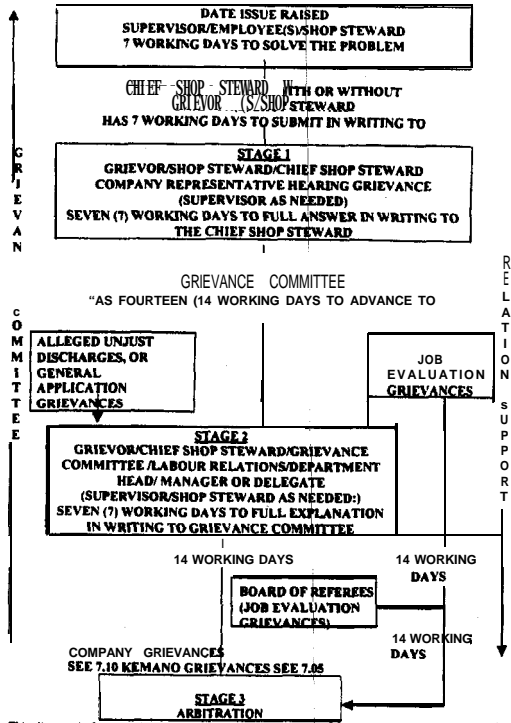 DATE ISSUE RAISED
SUPERVISOR/EMPLOYEE(S)/SHOP STEWARD
7 WORKING DAYS TO SOLVE THE PROBLEM
CHIEF SHOP STEWARD WITH OR WITHOUT
GRIEVOR (S/SHOP STEWARD
HAS 7 WORKING DAYS TO SUBMIT IN WRITING TO
STAGE 1
GRIEVOR/SHOP STEWARD/CHIEF SHOP STEWARD
COMPANY REPRESENTATIVE HEARING GRIEVANCE
(SUPERVISOR AS NEEDED)
SEVEN (7) WORKING DAYS TO FULL ANSWER IN WRITING TO
THE CHIEF SHOP STEWARD
GRIEVAN
COMMITTEE
GRIEVANCE COMMITTEE
"AS FOURTEEN (14 WORKING DAYS TO ADVANCE TO
RELATION SUPPORT
ALLEGED UNJUST
DISCHARGES, OR
GENERAL
APPLICATION
GRIEVANCES
JOB
EVALUATION
GRIEVANCES
STAGE 2
GRIEVOR/CHIEF SHOP STEWARD/GRIEVANCE
COMMITTEE /LABOUR RELATIONS/DEPARTMENT
HEAD/ MANAGER OR DELEGATE
(SUPERVISOR/SHOP STEWARD AS NEEDED:)
SEVEN (7) WORKING DAYS TO FULL EXPLANATION
IN WRITING TO GRIEVANCE COMMITTEE
14 WORKING DAYS
14 WORKING
DAYS
BOARD OF REFEREES
(JOB EVALUATION
GRIEVANCES)
14 WORKING
DAYS
COMPANY GRIEVANCES
SEE 7.10 KEMANO GRIEVANCES SEE 7.05
STAGE 3
ARBITRATION